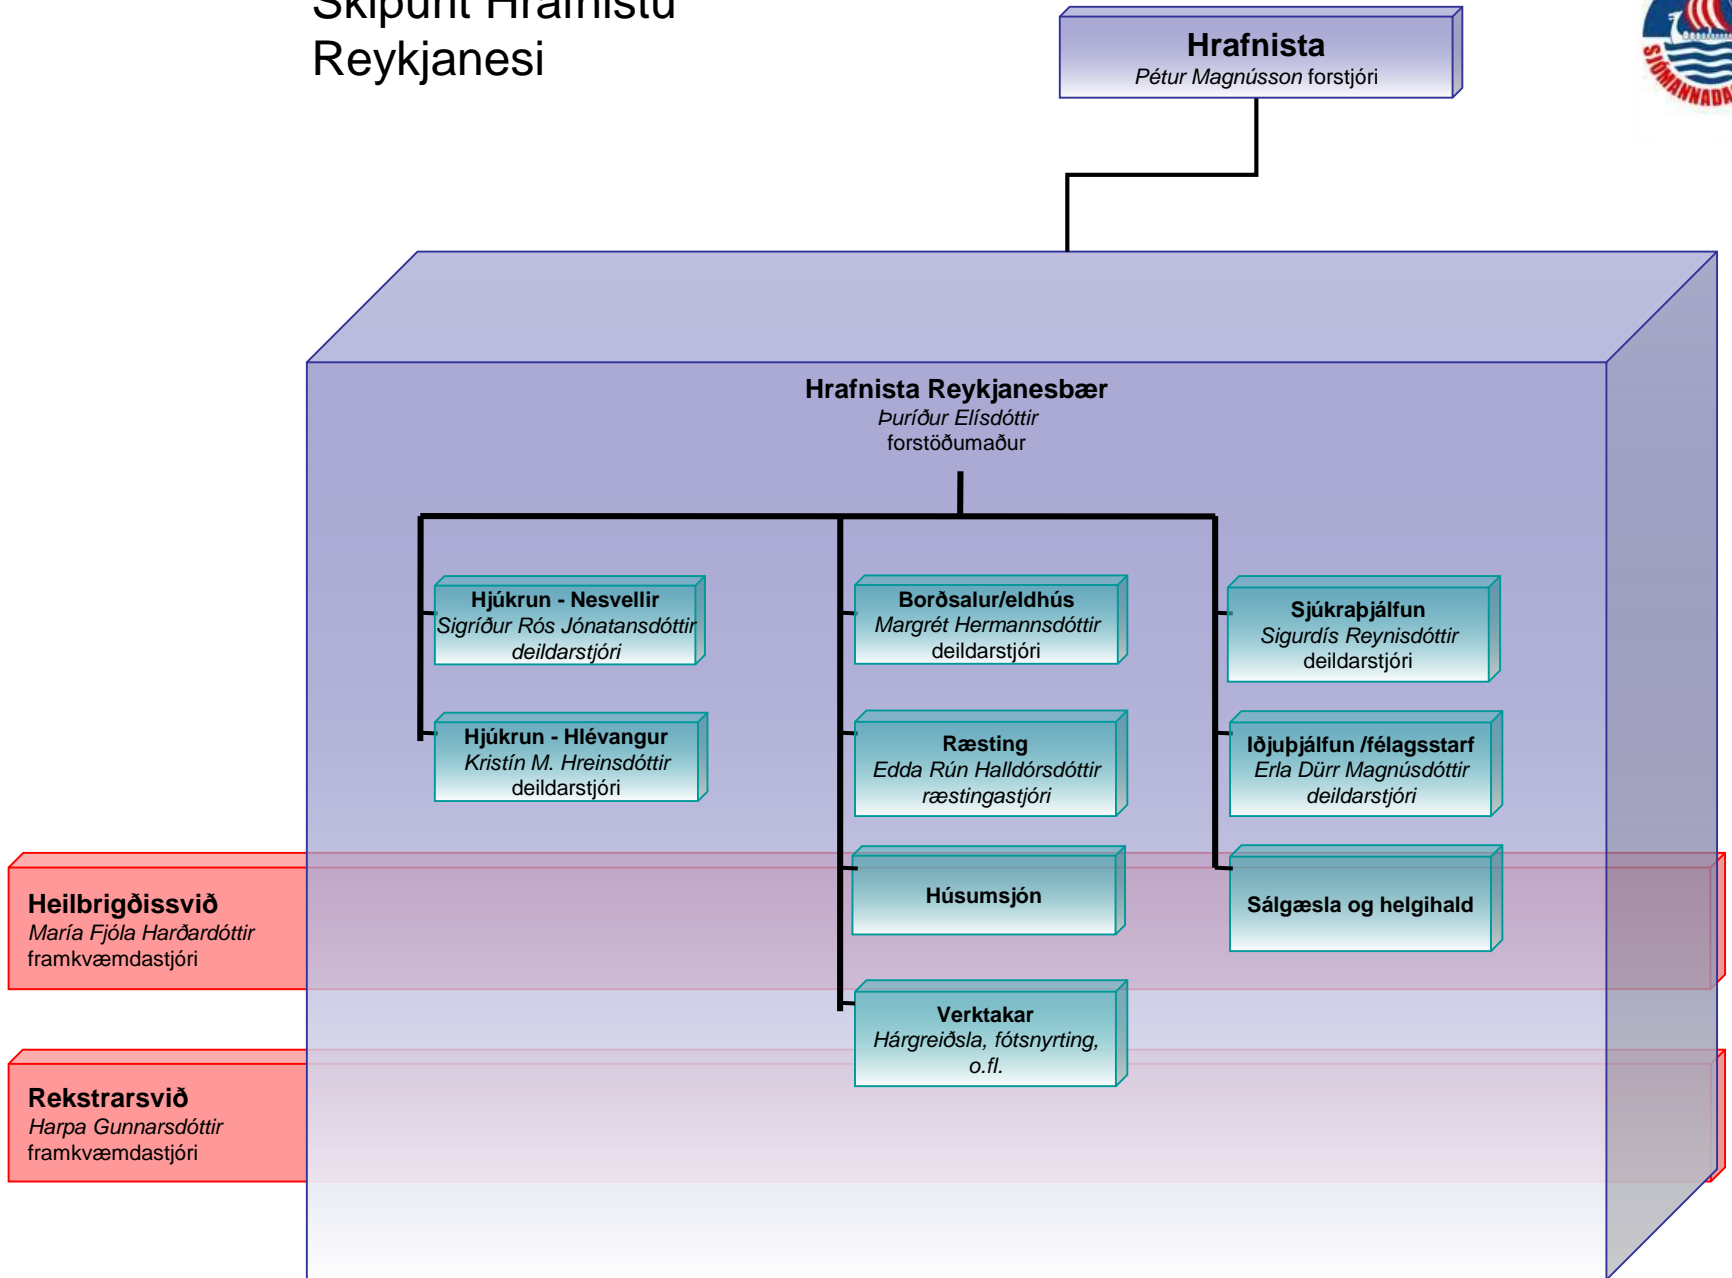 Skipurit Hrafnistu
Reykjanesi
Hrafnista
Pétur Magnússon forstjóri
Hrafnista Reykjanesbær
Þuríður Elísdóttir
forstöðumaður
Hjúkrun - Nesvellir
Sigríður Rós Jónatansdóttir
deildarstjóri
Hjúkrun - Hlévangur
Kristín M. Hreinsdóttir
deildarstjóri
Borðsalur/eldhús
Margrét Hermannsdóttir
deildarstjóri
Ræsting
Edda Rún Halldórsdóttir
ræstingastjóri
Húsumsjón
Verktakar
Hárgreiðsla, fótsnyrting,
o.fl.
Sjúkraþjálfun
Sigurdís Reynisdóttir
deildarstjóri
Iðjuþjálfun /félagsstarf
Erla Dürr Magnúsdóttir
deildarstjóri
Sálgæsla og helgihald
Heilbrigðissvið
María Fjóla Harðardóttir
framkvæmdastjóri
Rekstrarsvið
Harpa Gunnarsdóttir
framkvæmdastjóri